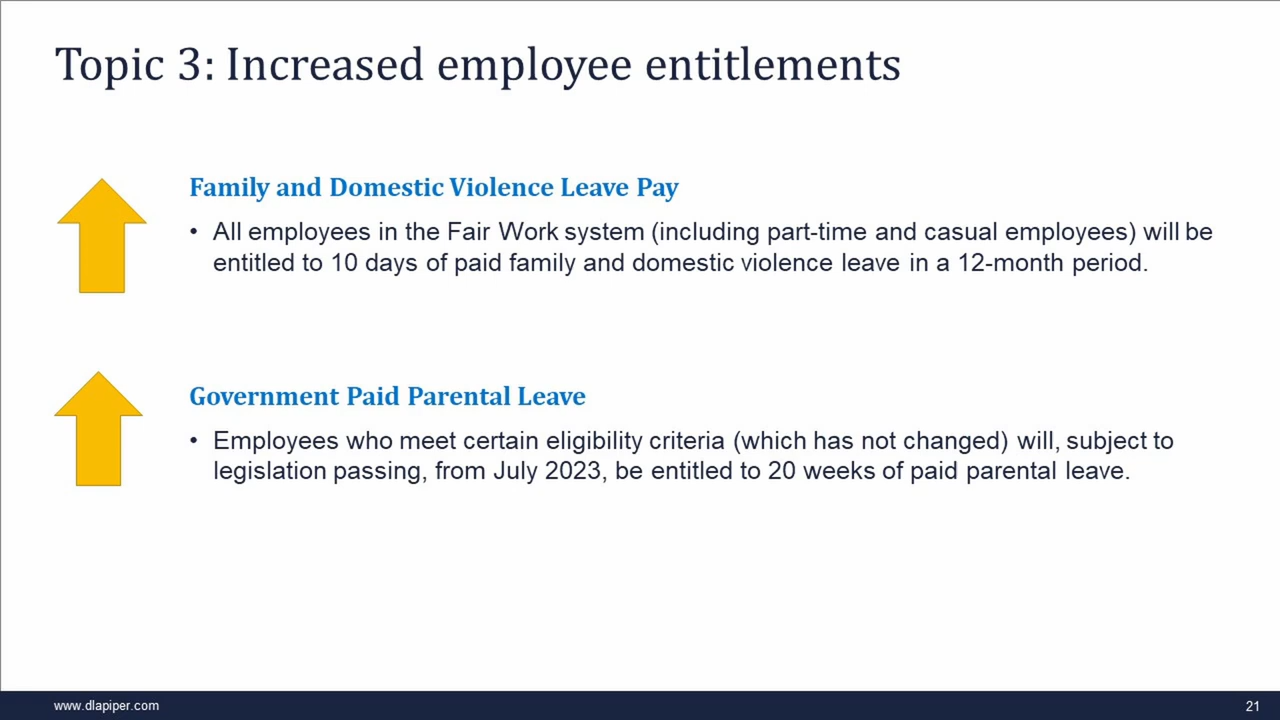 Topic 3: Increased employee entitlements
Family and Domestic Violence Leave Pay
• All employees in the Fair Work system (including part-time and casual employees) will be
entitled to 10 days of paid family and domestic violence leave in a 12-month period.
Government Paid Parental Leave
• Employees who meet certain eligibility criteria (which has not changed) will, subject to
legislation passing, from July 2023, be entitled to 20 weeks of paid parental leave.
www.dlapiper.com
21